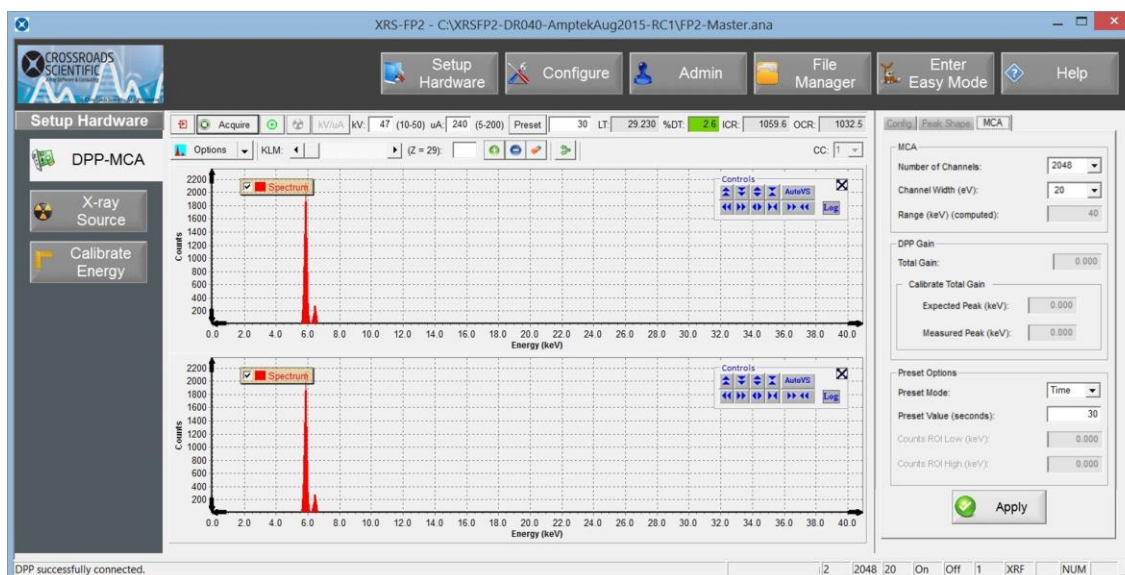 XRS-FP2 - C:\XRSFP2-DR040-AmptekAug2015-RC1\FP2-Master.ana
CROSSROADS
SCIENTIFIC
Setup
Hardware
Configure
Admin
File
Manager
Enter
Easy Mode
Help
Setup Hardware
DPP-MCA
X-ray
Source
Calibrate
Energy
Acquire kV/uA kV: 47 (10-50) uA: 240 (5-200) Preset 30 LT: 29.230 %DT: 2.6 ICR: 1059.6 OCR: 1032.5
Options KLM: (Z = 29): CC: 1
2200
2000
1800
1600
1400
1200
1000
800
600
400
200
Counts
Spectrum
Controls
AutoVS
Log
0.0 2.0 4.0 6.0 8.0 10.0 12.0 14.0 16.0 18.0 20.0 22.0 24.0 26.0 28.0 30.0 32.0 34.0 36.0 38.0 40.0
Energy (keV)
2200
2000
1800
1600
1400
1200
1000
800
600
400
200
Counts
Spectrum
Controls
AutoVS
Log
0.0 2.0 4.0 6.0 8.0 10.0 12.0 14.0 16.0 18.0 20.0 22.0 24.0 26.0 28.0 30.0 32.0 34.0 36.0 38.0 40.0
Energy (keV)
Config Peak Shape MCA
MCA
Number of Channels: 2048
Channel Width (eV): 20
Range (keV) (computed): 40
DPP Gain
Total Gain: 0.000
Calibrate Total Gain
Expected Peak (keV): 0.000
Measured Peak (keV): 0.000
Preset Options
Preset Mode: Time
Preset Value (seconds): 30
Counts ROI Low (keV): 0.000
Counts ROI High (keV): 0.000
Apply
DPP successfully connected. 2 2048 20 On Off 1 XRF NUM